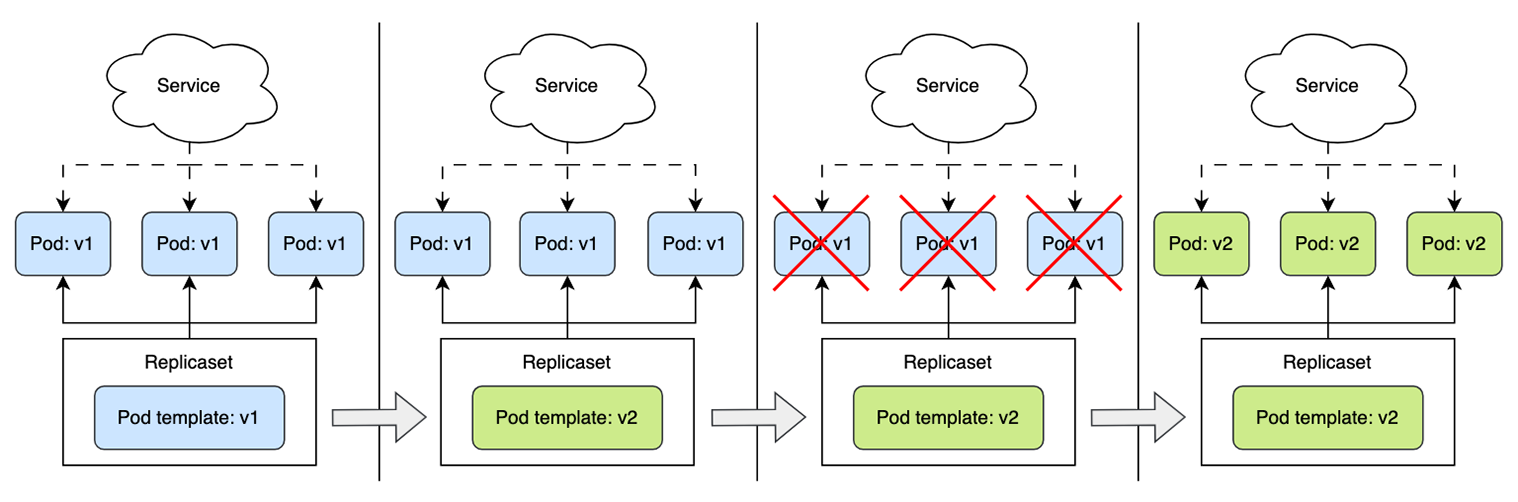 Service
Pod: v1
Pod: v1
Pod: v1
Replicaset
Pod template: v1
Service
Pod: v1
Pod: v1
Pod: v1
Replicaset
Pod template: v2
Service
Pod: v1
Pod: v1
Pod: v1
Replicaset
Pod template: v2
Service
Pod: v2
Pod: v2
Pod: v2
Replicaset
Pod template: v2